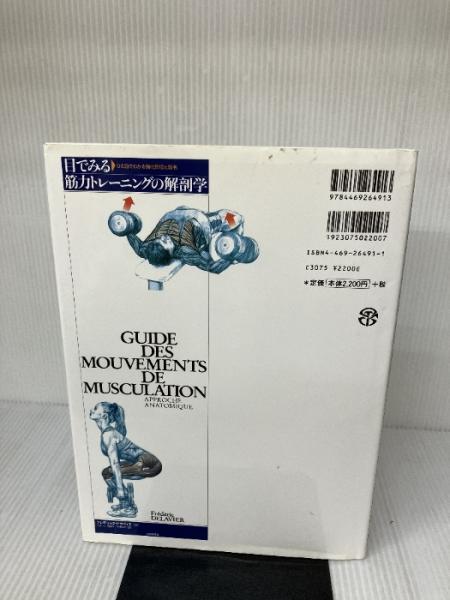 目でみる
筋力トレーニングの解剖学
GUIDE
DES
MOUVEMENTS
DE
MUSCULATION
APPROCHE
ANATOMIQUE
Frédéric
DELAVIER
9784469264913
1923075022007
ISBN4-469-26491-1
C3075 ¥2200E
*定価[本体2,200円]+税